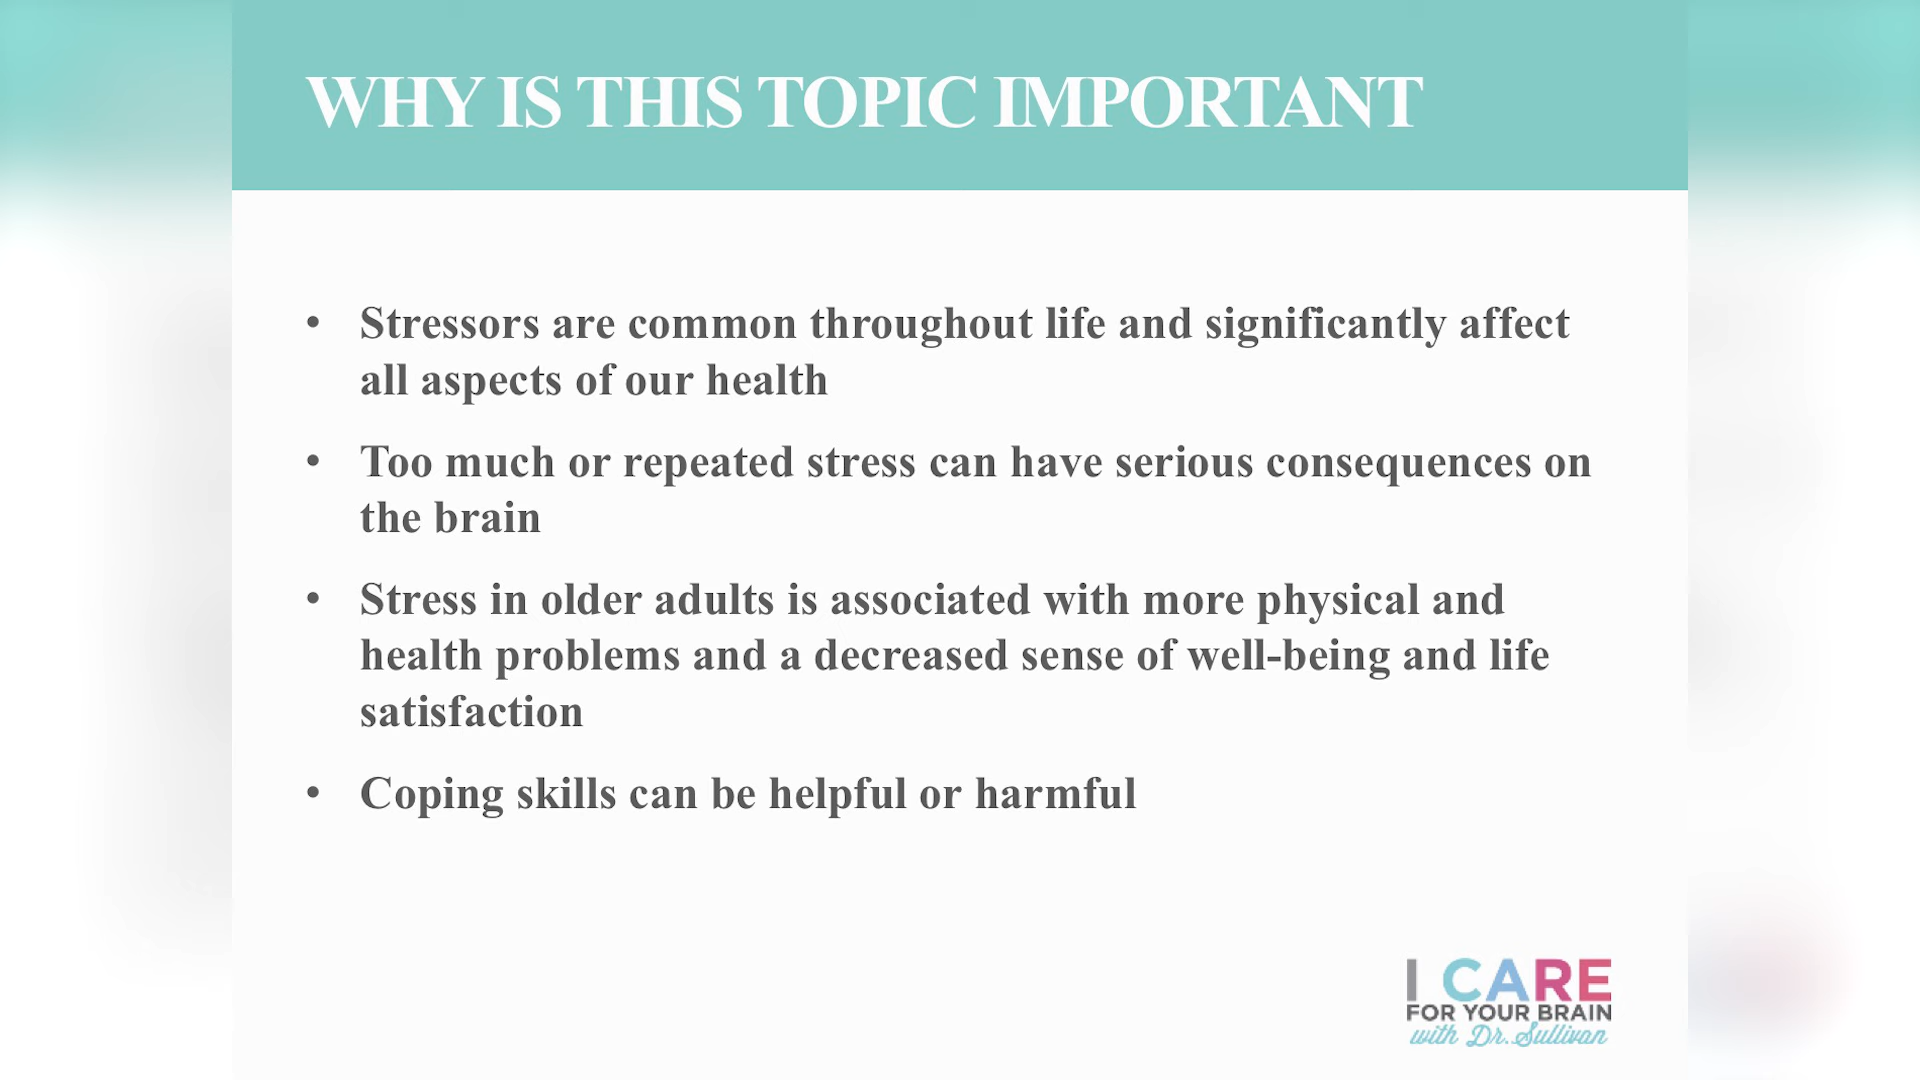 WHY IS THIS TOPIC IMPORTANT
• Stressors are common throughout life and significantly affect
all aspects of our health
• Too much or repeated stress can have serious consequences on
the brain
• Stress in older adults is associated with more physical and
health problems and a decreased sense of well-being and life
satisfaction
• Coping skills can be helpful or harmful
I CARE
FOR YOUR BRAIN
with Dr. Sullivan